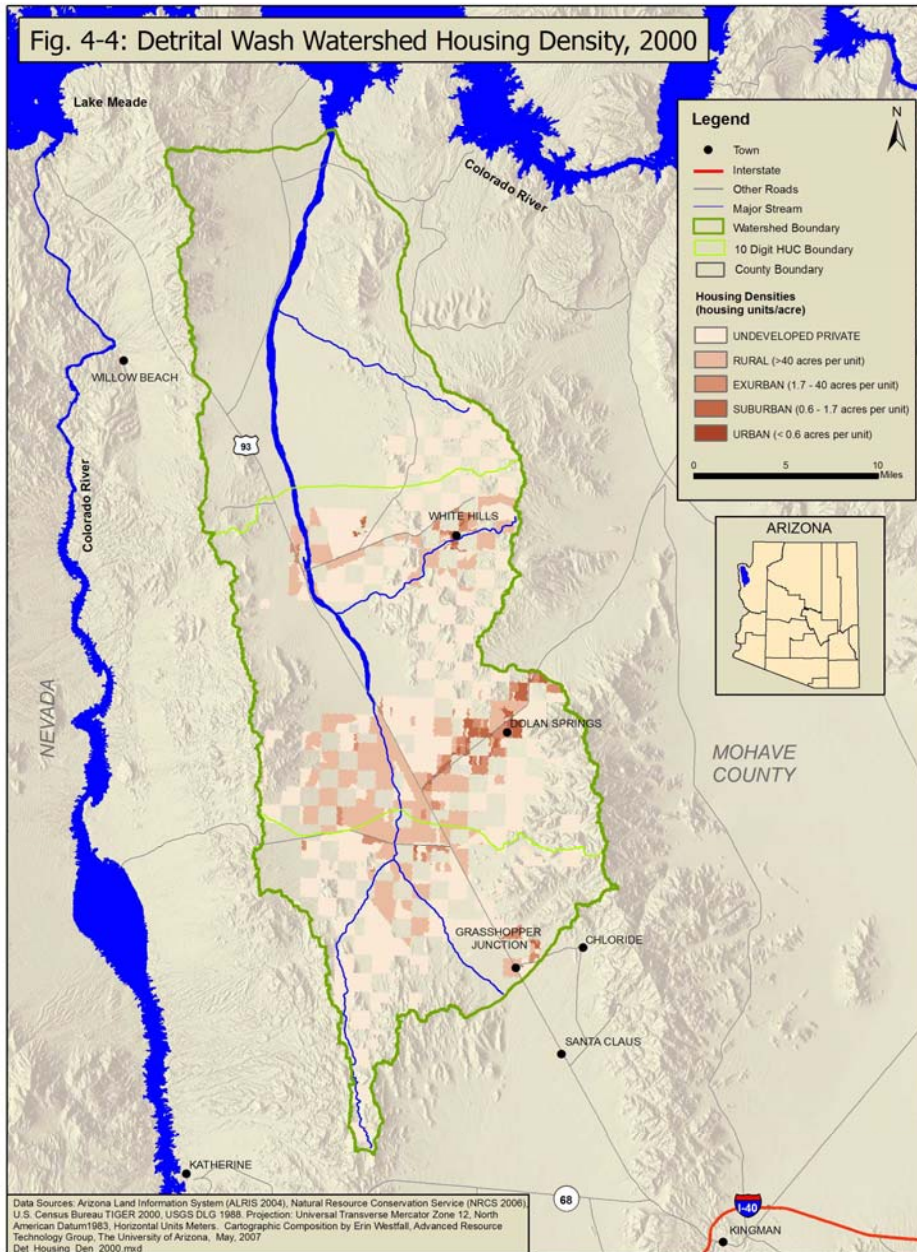 Fig. 4-4: Detrital Wash Watershed Housing Density, 2000
Lake Meade
Colorado River
Legend
N
Town
Interstate
Other Roads
Major Stream
Watershed Boundary
10 Digit HUC Boundary
County Boundary
Housing Densities
(housing units/acre)
UNDEVELOPED PRIVATE
RURAL (>40 acres per unit)
EXURBAN (1.7 - 40 acres per unit)
SUBURBAN (0.6 - 1.7 acres per unit)
URBAN (< 0.6 acres per unit)
0 5 10
Miles
WILLOW BEACH
93
Colorado River
WHITE HILLS
ARIZONA
NEVADA
DOLAN SPRINGS
MOHAVE
COUNTY
GRASSHOPPER
JUNCTION
CHLORIDE
SANTA CLAUS
KATHERINE
68
I-40
KINGMAN
Data Sources: Arizona Land Information System (ALRIS 2004), Natural Resource Conservation Service (NRCS 2006),
U.S. Census Bureau TIGER 2000, USGS DLG 1988. Projection: Universal Transverse Mercator Zone 12, North
American Datum1983, Horizontal Units Meters. Cartographic Composition by Erin Westfall, Advanced Resource
Technology Group, The University of Arizona, May, 2007
Det_Housing_Den_2000.mxd